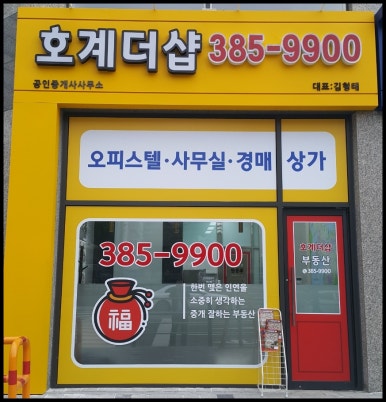 호계더샵 385-9900
공인중개사사무소 대표:길형태
오피스텔·사무실·경매 상가
385-9900
한번 맺은 인연을
소중히 생각하는
중개 잘하는 부동산
福
호계더샵
부동산
☎385-9900